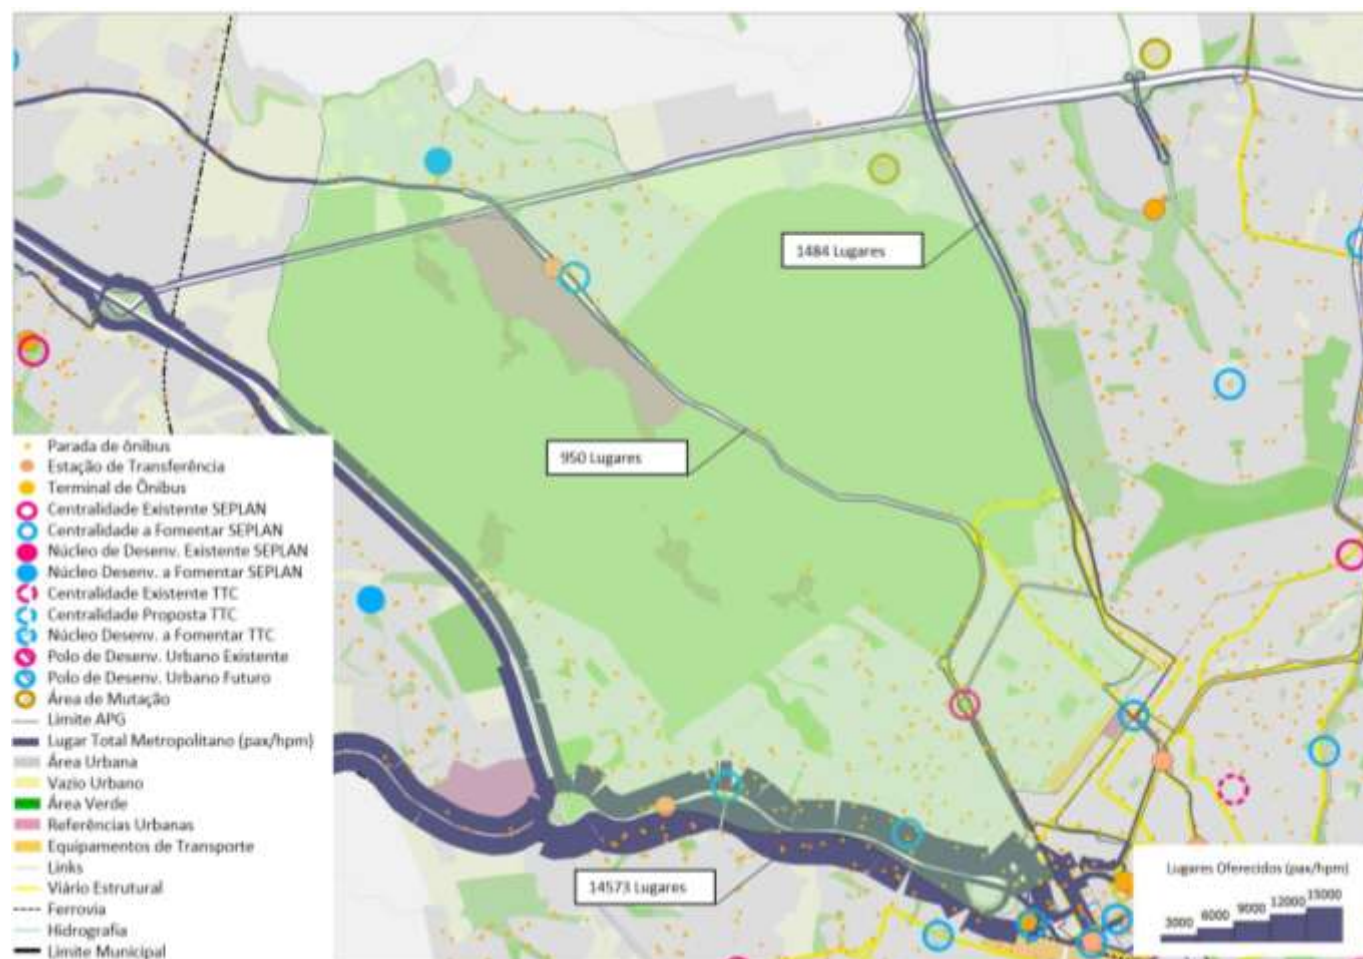 1484 Lugares
950 Lugares
Parada de ônibus
Estação de Transferência
Terminal de Ônibus
Centralidade Existente SEPLAN
Centralidade a Fomentar SEPLAN
Núcleo de Desenv. Existente SEPLAN
Núcleo Desenv. a Fomentar SEPLAN
Centralidade Existente TTC
Centralidade Proposta TTC
Núcleo Desenv. a Fomentar TTC
Polo de Desenv. Urbano Existente
Polo de Desenv. Urbano Futuro
Área de Mutação
Limite APG
Lugar Total Metropolitano (pax/hpm)
Área Urbana
Vazio Urbano
Área Verde
Referências Urbanas
Equipamentos de Transporte
Links
Viário Estrutural
Ferrovia
Hidrografia
Limite Municipal
14573 Lugares
Lugares Oferecidos (pax/hpm)
3000 6000 9000 12000 15000